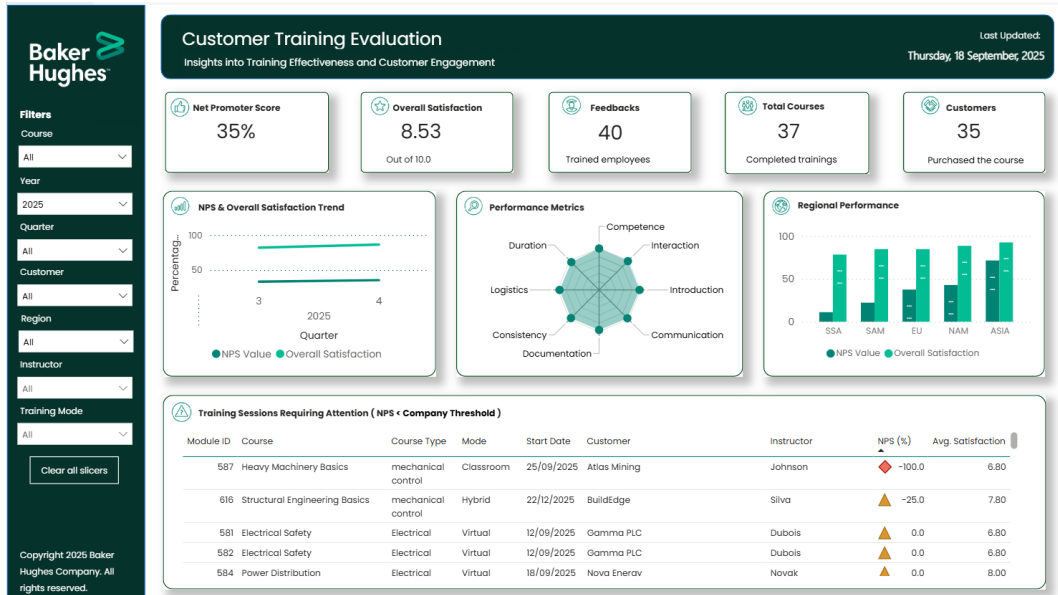 Baker
Hughes
Filters
Course
All
Year
2025
Quarter
All
Customer
All
Region
All
Instructor
All
Training Mode
All
Clear all slicers
Copyright 2025 Baker
Hughes Company. All
rights reserved.
Customer Training Evaluation
Insights into Training Effectiveness and Customer Engagement
Last Updated:
Thursday, 18 September, 2025
Net Promoter Score
35%
Overall Satisfaction
8.53
Out of 10.0
Feedbacks
40
Trained employees
Total Courses
37
Completed trainings
Customers
35
Purchased the course
NPS & Overall Satisfaction Trend
Percentag...
100
50
3 4
2025
Quarter
NPS Value Overall Satisfaction
Performance Metrics
Competence
Interaction
Introduction
Communication
Documentation
Consistency
Logistics
Duration
Regional Performance
100
50
0
SSA SAM EU NAM ASIA
NPS Value Overall Satisfaction
Training Sessions Requiring Attention ( NPS < Company Threshold )
Module ID Course Course Type Mode Start Date Customer Instructor NPS (%) Avg. Satisfaction
587 Heavy Machinery Basics mechanical Classroom 25/09/2025 Atlas Mining Johnson -100.0 6.80
control
616 Structural Engineering Basics mechanical Hybrid 22/12/2025 BuildEdge Silva -25.0 7.80
control
581 Electrical Safety Electrical Virtual 12/09/2025 Gamma PLC Dubois 0.0 6.80
582 Electrical Safety Electrical Virtual 12/09/2025 Gamma PLC Dubois 0.0 6.80
584 Power Distribution Electrical Virtual 18/09/2025 Nova Energy Novak 0.0 8.00